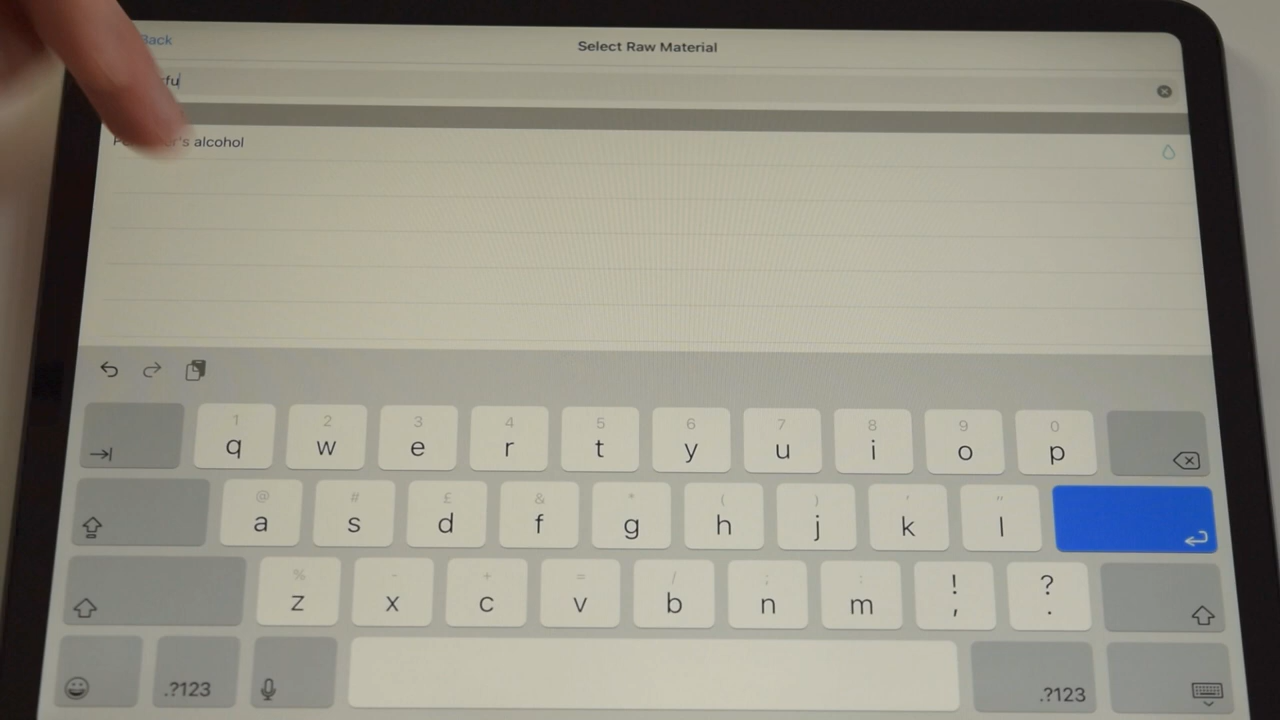 Back
Select Raw Material
alcohol
1 2 3 4 5 6 7 8 9 0
q w e r t y u i o p
@ # £ & * ( ) ' "
a s d f g h j k l
% - + = / ; : ! ?
z x c v b n m , .
.?123 .?123